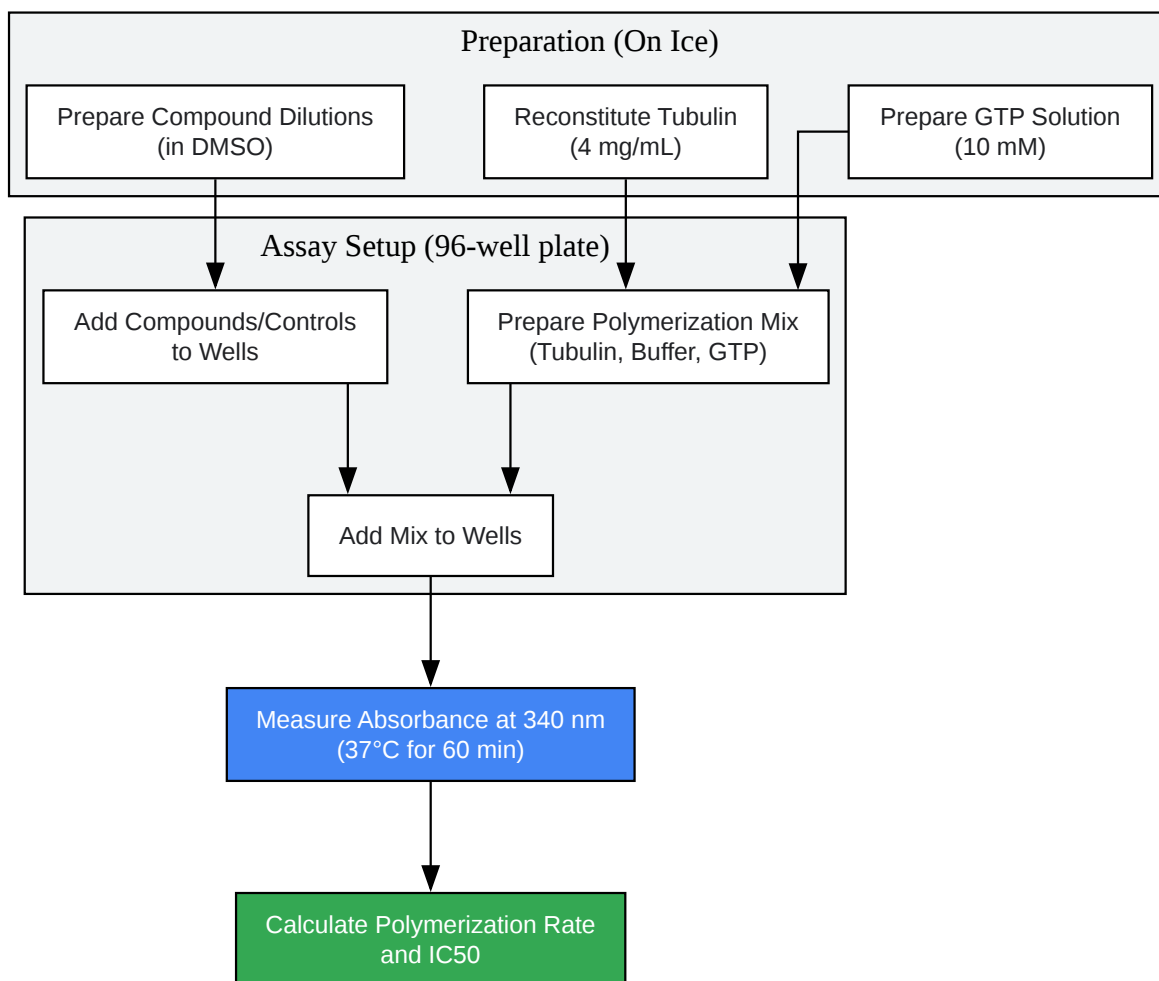 Preparation (On Ice)
Prepare Compound Dilutions
(in DMSO)
Reconstitute Tubulin
(4 mg/mL)
Prepare GTP Solution
(10 mM)
Assay Setup (96-well plate)
Add Compounds/Controls
to Wells
Prepare Polymerization Mix
(Tubulin, Buffer, GTP)
Add Mix to Wells
Measure Absorbance at 340 nm
(37°C for 60 min)
Calculate Polymerization Rate
and IC50